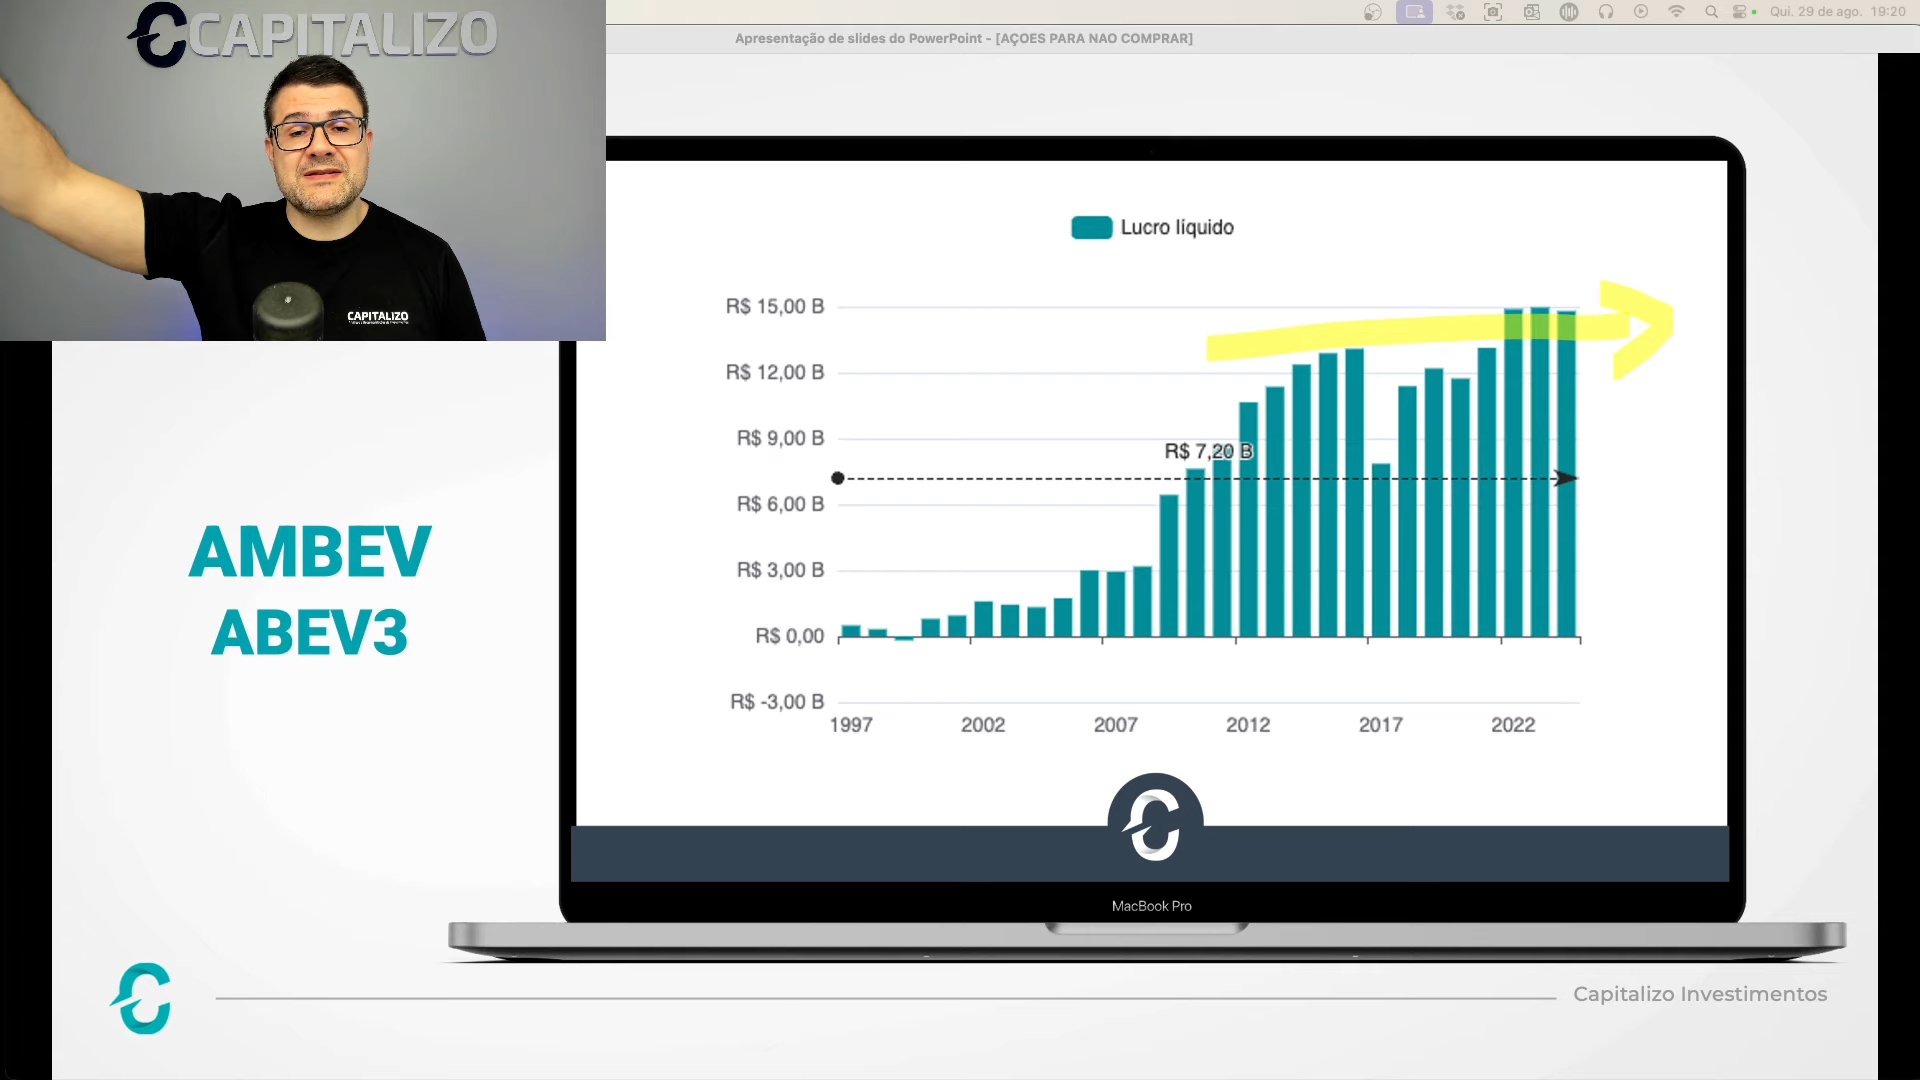 CAPITALIZO
Qui. 29 de ago. 19:20
Apresentação de slides do PowerPoint - [AÇOES PARA NAO COMPRAR]
CAPITALIZO
Lucro líquido
R$ 15,00 B
R$ 12,00 B
R$ 9,00 B
R$ 7,20 B
R$ 6,00 B
R$ 3,00 B
R$ 0,00
R$ -3,00 B
1997 2002 2007 2012 2017 2022
AMBEV
ABEV3
MacBook Pro
Capitalizo Investimentos